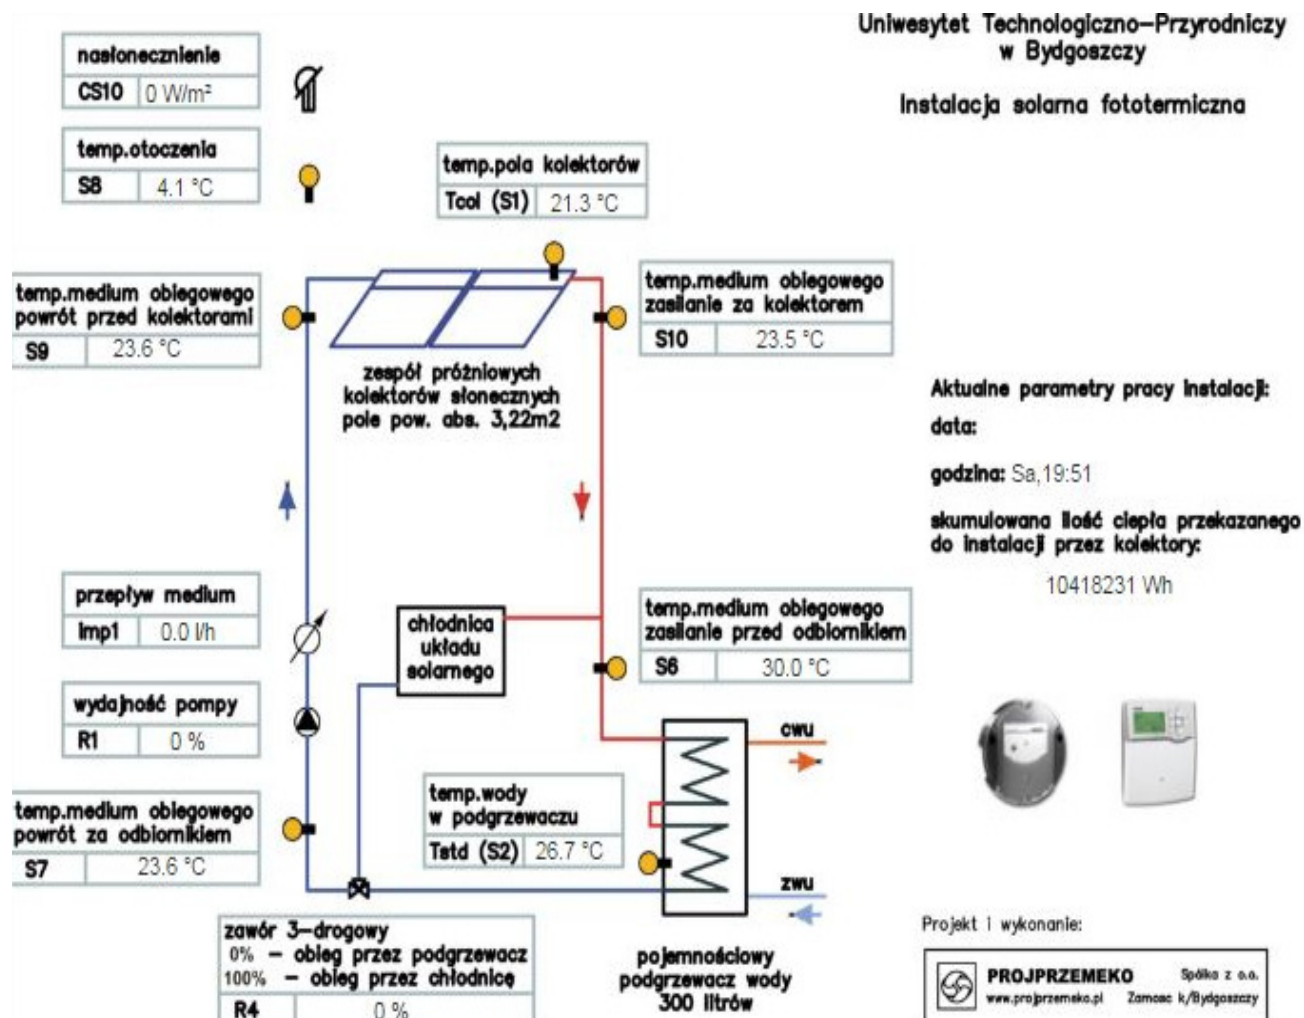 Uniwesytet Technologiczno-Przyrodniczy
w Bydgoszczy
Instalacja solarna fototermiczna
nasłonecznienie
CS10 0 W/m²
temp.otoczenia
S8 4.1 °C
temp.pola kolektorów
Tcol (S1) 21.3 °C
temp.medium obiegowego
powrót przed kolektorami
S9 23.6 °C
temp.medium obiegowego
zasilanie za kolektorem
S10 23.5 °C
zespół próżniowych
kolektorów słonecznych
pole pow. abs. 3,22m2
Aktualne parametry pracy instalacji:
data:
godzina: Sa,19:51
skumulowana ilość ciepła przekazanego
do instalacji przez kolektory:
10418231 Wh
przepływ medium
Imp1 0.0 l/h
chłodnica
układu
solarnego
temp.medium obiegowego
zasilanie przed odbiornikiem
S6 30.0 °C
wydajność pompy
R1 0 %
cwu
temp.medium obiegowego
powrót za odbiornikiem
S7 23.6 °C
temp.wody
w podgrzewaczu
Tstd (S2) 26.7 °C
zwu
zawór 3-drogowy
0% - obieg przez podgrzewacz
100% - obieg przez chłodnicę
R4 0 %
pojemnościowy
podgrzewacz wody
300 litrów
Projekt i wykonanie:
PROJPRZEMEKO Spółka z o.o.
www.projprzemeko.pl Zamosc k/Bydgoszczy